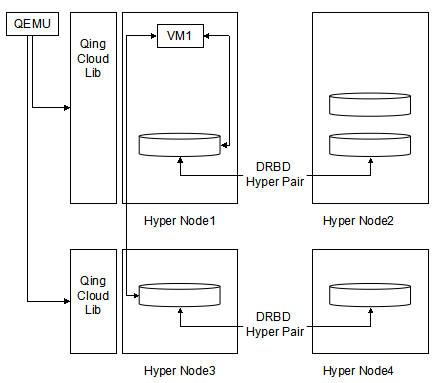 QEMU
Qing
Cloud
Lib
VM1
DRBD
Hyper Pair
Hyper Node1
Hyper Node2
Qing
Cloud
Lib
DRBD
Hyper Pair
Hyper Node3
Hyper Node4